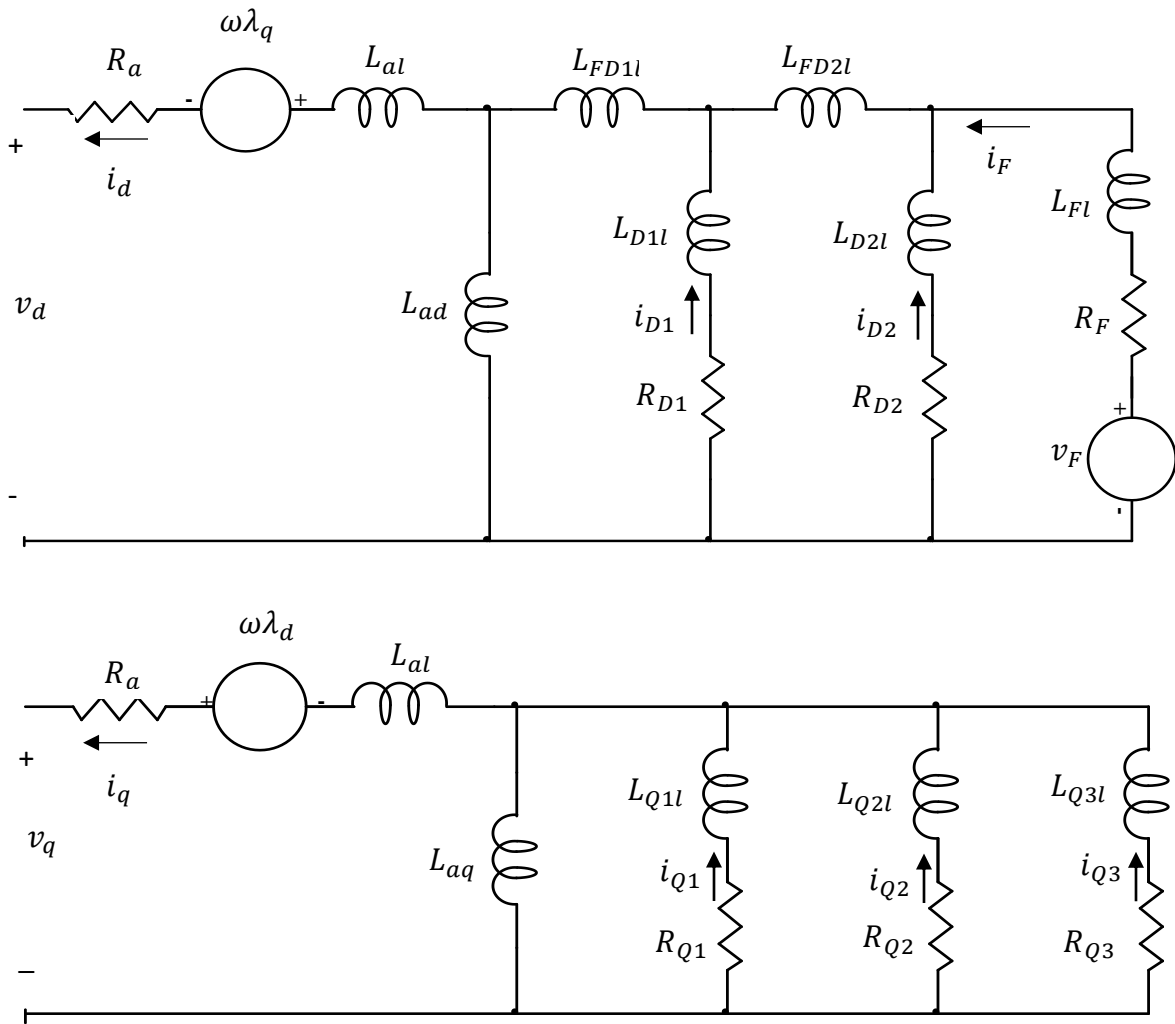 ωλ_q
R_a
L_al
L_FD1l
L_FD2l
- +
+
i_d
i_F
L_Fl
L_D1l
L_D2l
v_d
L_ad
i_D1
i_D2
R_F
R_D1
R_D2
+
v_F
-
-
ωλ_d
R_a
L_al
+ -
+
i_q
L_Q1l
L_Q2l
L_Q3l
v_q
L_aq
i_Q1
i_Q2
i_Q3
R_Q1
R_Q2
R_Q3
–